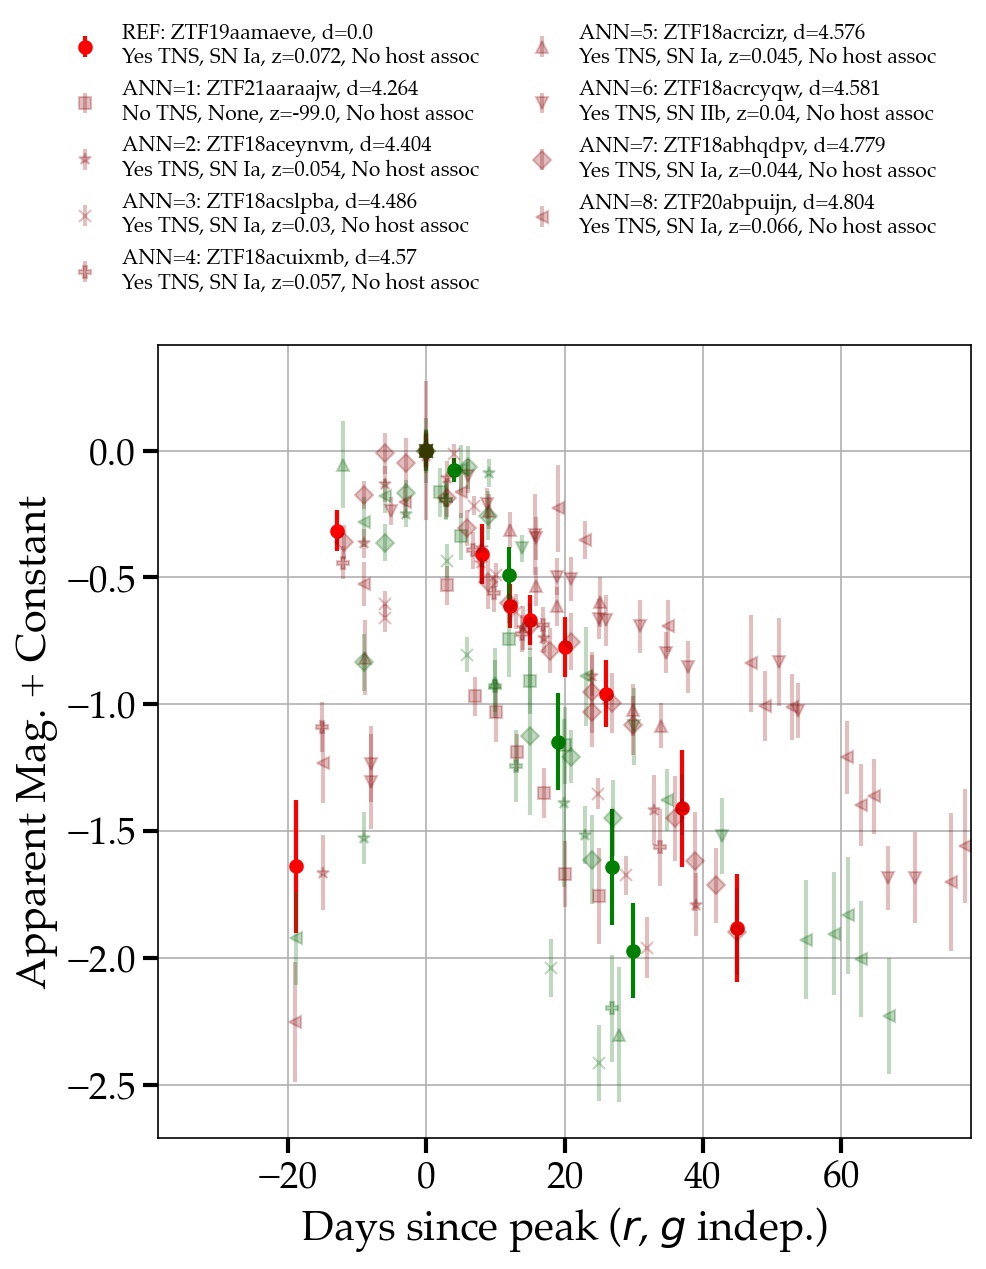 REF: ZTF19aamaeve, d=0.0
Yes TNS, SN Ia, z=0.072, No host assoc
ANN=1: ZTF21aaraajw, d=4.264
No TNS, None, z=-99.0, No host assoc
ANN=2: ZTF18aceynvm, d=4.404
Yes TNS, SN Ia, z=0.054, No host assoc
ANN=3: ZTF18acslpba, d=4.486
Yes TNS, SN Ia, z=0.03, No host assoc
ANN=4: ZTF18acuixmb, d=4.57
Yes TNS, SN Ia, z=0.057, No host assoc
ANN=5: ZTF18acrcizr, d=4.576
Yes TNS, SN Ia, z=0.045, No host assoc
ANN=6: ZTF18acrcyqw, d=4.581
Yes TNS, SN IIb, z=0.04, No host assoc
ANN=7: ZTF18abhqdpv, d=4.779
Yes TNS, SN Ia, z=0.044, No host assoc
ANN=8: ZTF20abpuijn, d=4.804
Yes TNS, SN Ia, z=0.066, No host assoc
Apparent Mag. + Constant
0.0
−0.5
−1.0
−1.5
−2.0
−2.5
−20
0
20
40
60
Days since peak (r, g indep.)